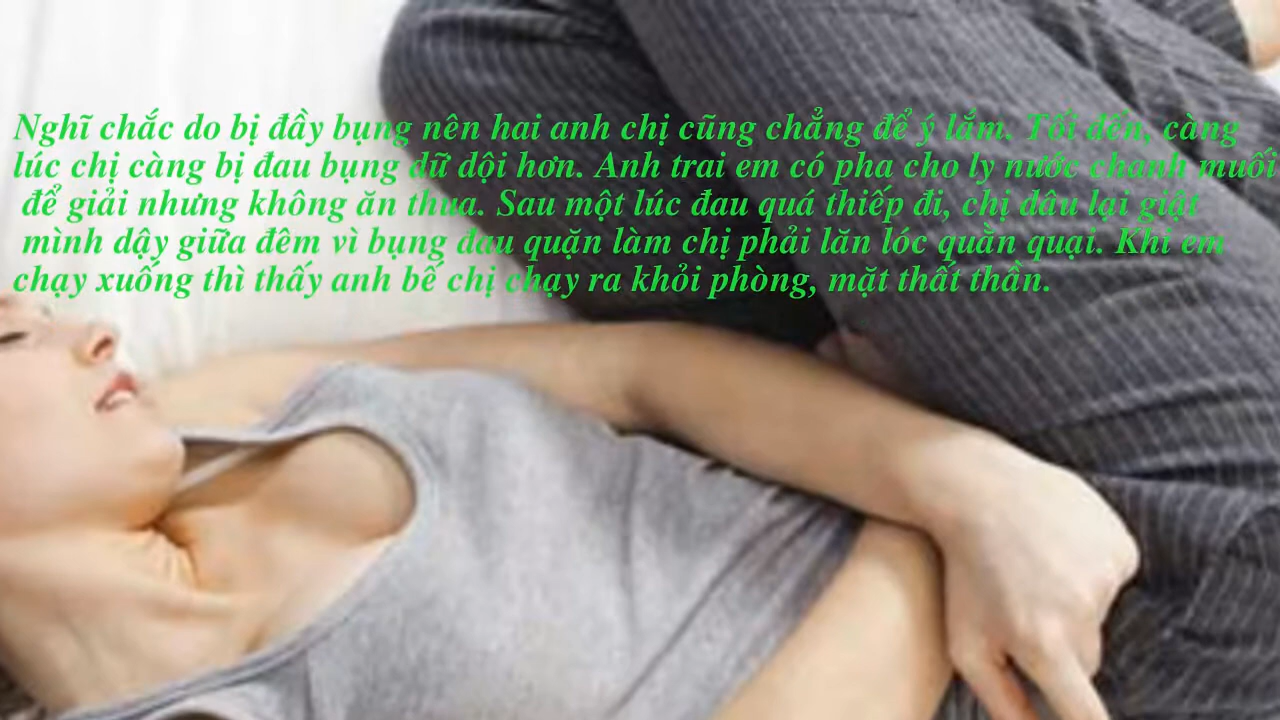 Nghĩ chắc do bị đầy bụng nên hai anh chị cũng chẳng để ý lắm. Tối đến, càng
lúc chị càng bị đau bụng dữ dội hơn. Anh trai em có pha cho ly nước chanh muối
để giải nhưng không ăn thua. Sau một lúc đau quá thiếp đi, chị dâu lại giật
mình dậy giữa đêm vì bụng đau quặn làm chị phải lăn lóc quằn quại. Khi em
chạy xuống thì thấy anh bế chị chạy ra khỏi phòng, mặt thất thần.